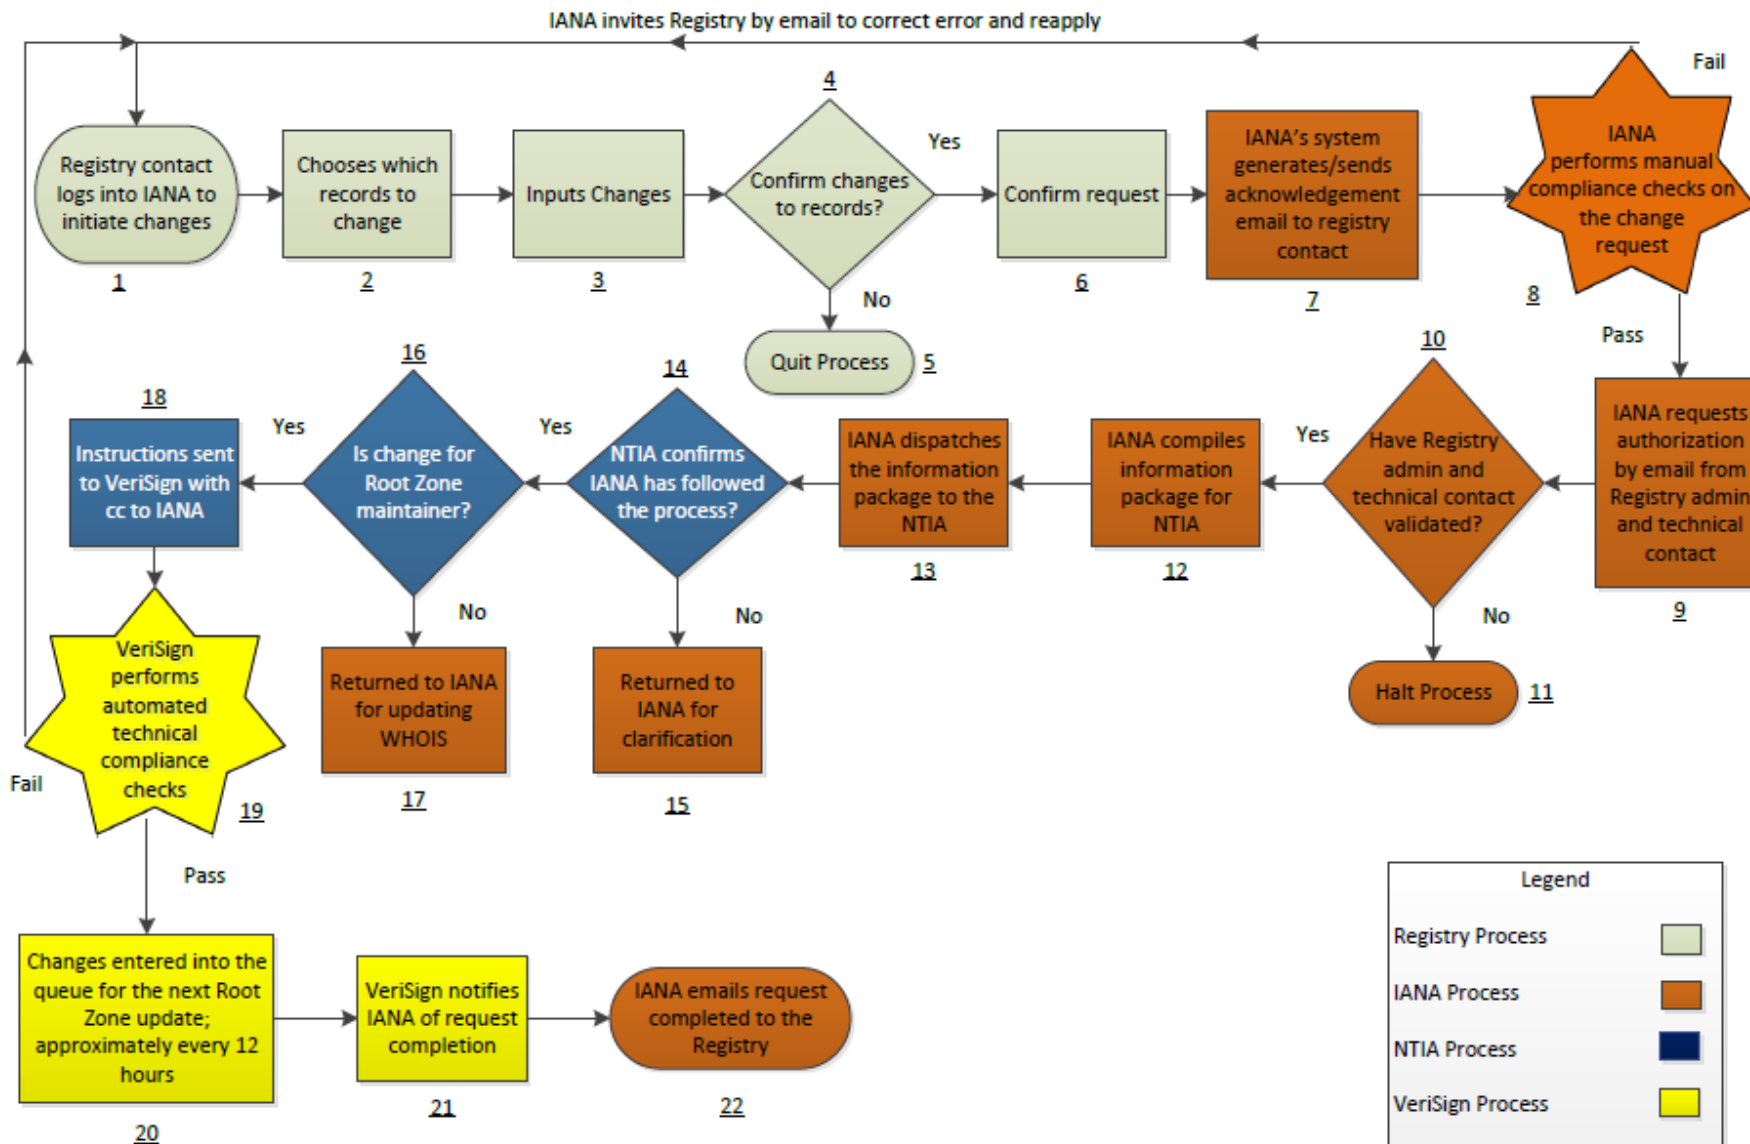 IANA invites Registry by email to correct error and reapply
Registry contact
logs into IANA to
initiate changes
1
Chooses which
records to
change
2
Inputs Changes
3
4
Confirm changes
to records?
Yes
No
Quit Process
5
Confirm request
6
IANA's system
generates/sends
acknowledgement
email to registry
contact
7
Fail
IANA
performs manual
compliance checks on
the change
request
8
Pass
IANA requests
authorization
by email from
Registry admin
and technical
contact
9
10
Have Registry
admin and
technical contact
validated?
Yes
No
Halt Process
11
IANA compiles
information
package for
NTIA
12
IANA dispatches
the information
package to the
NTIA
13
14
NTIA confirms
IANA has followed
the process?
Yes
No
Returned to
IANA for
clarification
15
16
Is change for
Root Zone
maintainer?
Yes
No
Returned to IANA
for updating
WHOIS
17
18
Instructions sent
to VeriSign with
cc to IANA
VeriSign
performs
automated
technical
compliance
checks
19
Fail
Pass
Changes entered into the
queue for the next Root
Zone update;
approximately every 12
hours
20
VeriSign notifies
IANA of request
completion
21
IANA emails request
completed to the
Registry
22
Legend
Registry Process
IANA Process
NTIA Process
VeriSign Process